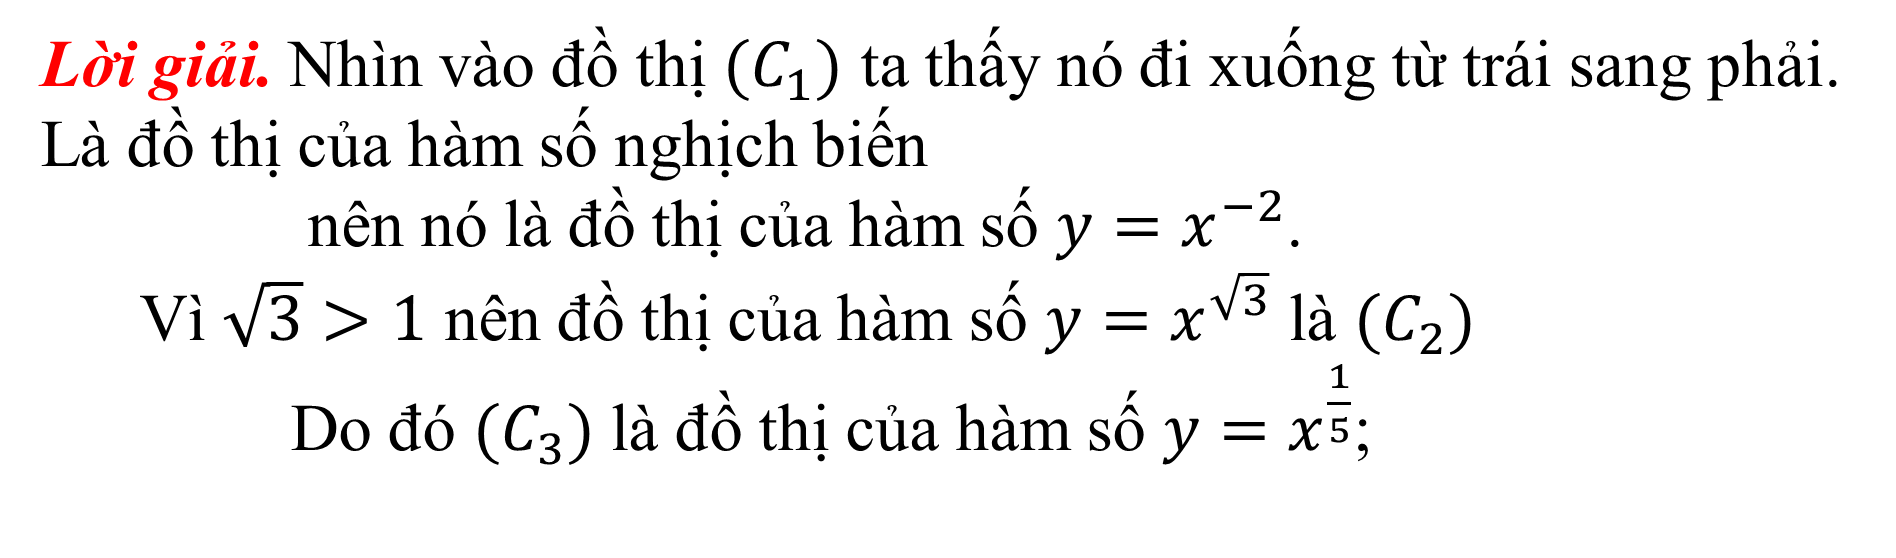 Lời giải. Nhìn vào đồ thị (C₁) ta thấy nó đi xuống từ trái sang phải.
Là đồ thị của hàm số nghịch biến
nên nó là đồ thị của hàm số y = x⁻².
Vì √3 > 1 nên đồ thị của hàm số y = x^{√3} là (C₂)
Do đó (C₃) là đồ thị của hàm số y = x^{1/5};